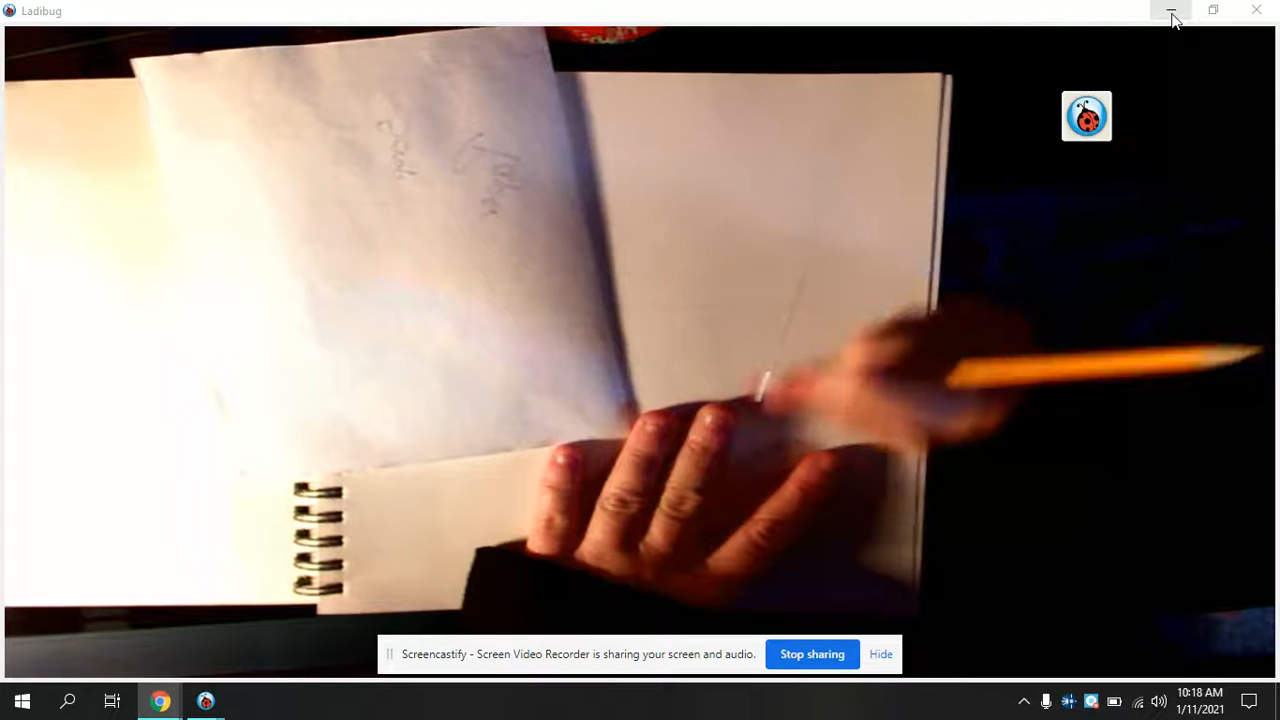 Ladibug
Screencastify - Screen Video Recorder is sharing your screen and audio.
Stop sharing
Hide
10:18 AM
1/11/2021